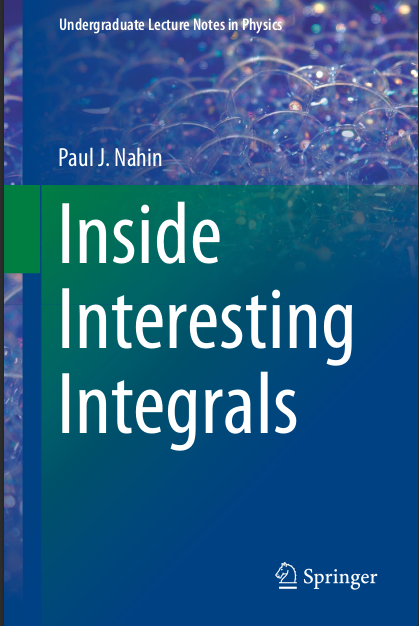 Undergraduate Lecture Notes in Physics
Paul J. Nahin
Inside
Interesting
Integrals
Springer